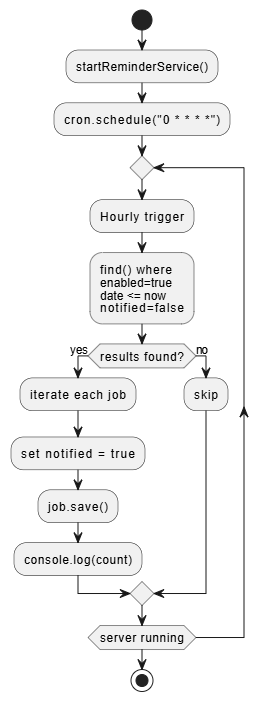 startReminderService()
cron.schedule("0 * * * *")
Hourly trigger
find() where
enabled=true
date <= now
notified=false
yes
results found?
no
iterate each job
skip
set notified = true
job.save()
console.log(count)
server running